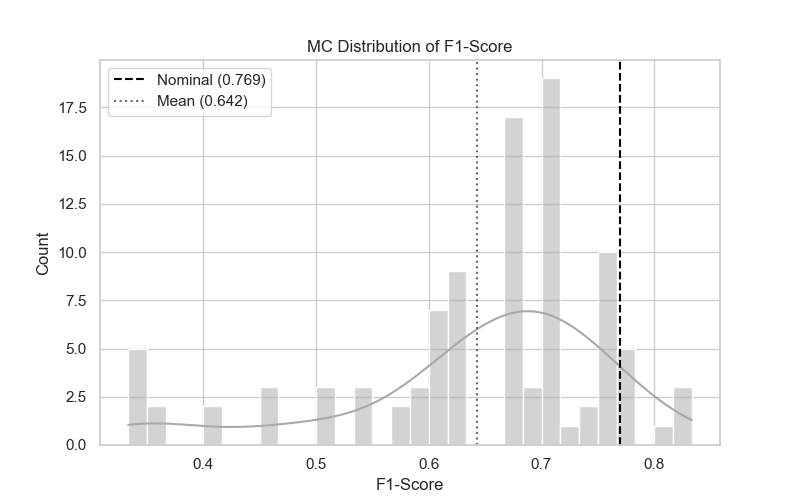 MC Distribution of F1-Score
Nominal (0.769)
Mean (0.642)
17.5
15.0
12.5
10.0
7.5
5.0
2.5
0.0
Count
0.4 0.5 0.6 0.7 0.8
F1-Score